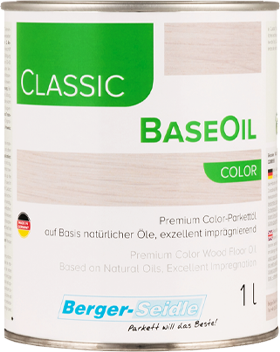 CLASSIC
BASEOIL
COLOR
Premium Color-Parkettöl
auf Basis natürlicher Öle, exzellent imprägnierend
Premium Color Wood Floor Oil
Based on Natural Oils, Excellent Impregnation
1 L
Berger-Seidle
Parkett will das Beste!